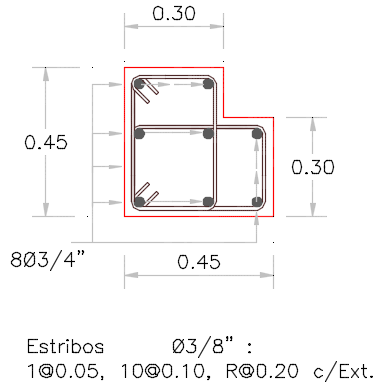 0.30
0.45
0.30
8Ø3/4"
0.45
Estribos Ø3/8" :
1@0.05, 10@0.10, R@0.20 c/Ext.